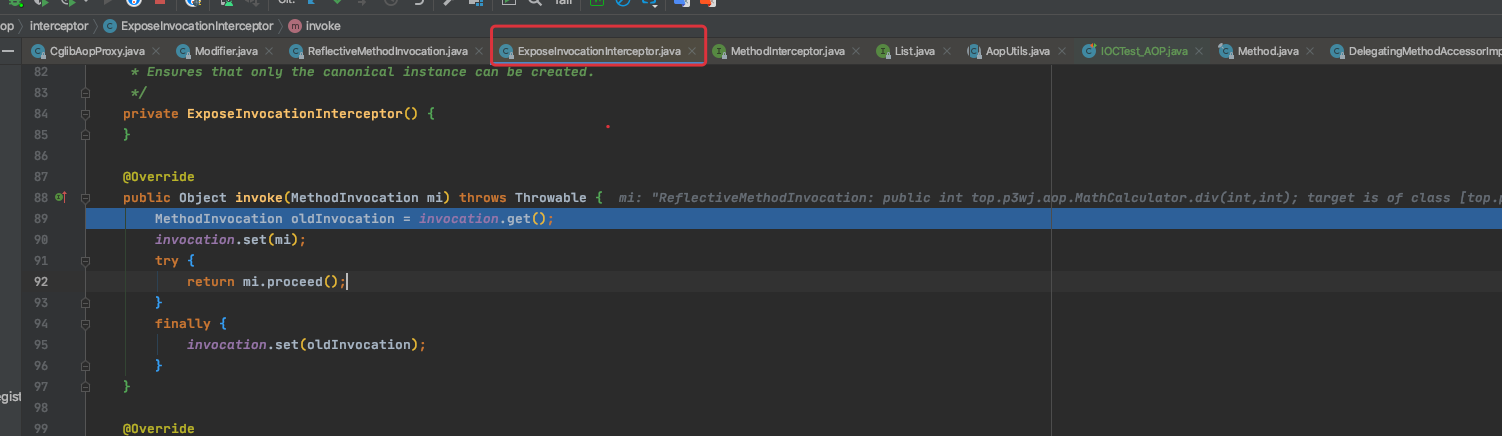 Git:
Tail
op › interceptor › ExposeInvocationInterceptor › m invoke
CglibAopProxy.java Modifier.java ReflectiveMethodInvocation.java ExposeInvocationInterceptor.java MethodInterceptor.java List.java AopUtils.java IOCTest_AOP.java Method.java DelegatingMethodAccessorImp
82 * Ensures that only the canonical instance can be created.
83 */
84 private ExposeInvocationInterceptor() {
85 }
86
87 @Override
88 public Object invoke(MethodInvocation mi) throws Throwable { mi: "ReflectiveMethodInvocation: public int top.p3wj.aop.MathCalculator.div(int,int); target is of class [top.p
89 MethodInvocation oldInvocation = invocation.get();
90 invocation.set(mi);
91 try {
92 return mi.proceed();
93 }
94 finally {
95 invocation.set(oldInvocation);
96 }
97 }
egist
98
99 @Override